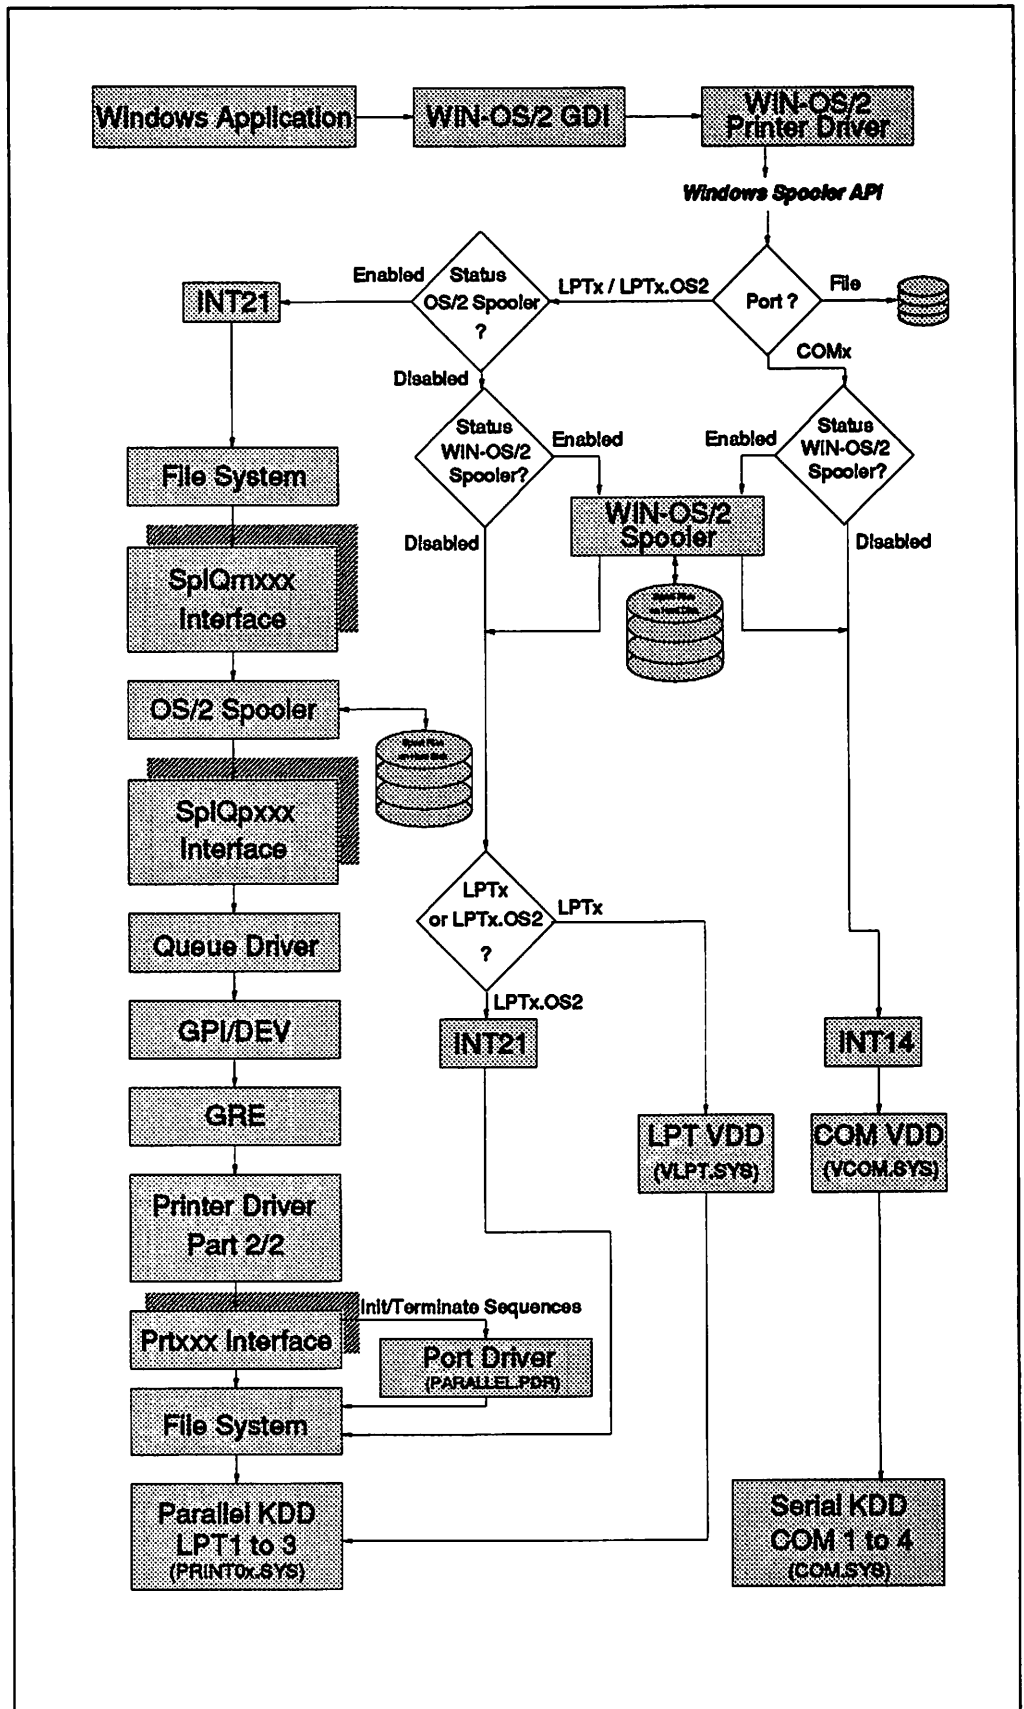 Windows Application
WIN-OS/2 GDI
WIN-OS/2
Printer Driver
Windows Spooler API
Port ?
File
LPTx / LPTx.OS2
COMx
Status
OS/2 Spooler
?
Enabled
Disabled
INT21
Status
WIN-OS/2
Spooler?
Enabled
Disabled
Status
WIN-OS/2
Spooler?
Enabled
Disabled
WIN-OS/2
Spooler
File System
SplQmxxx
Interface
OS/2 Spooler
SplQpxxx
Interface
LPTx
or LPTx.OS2
?
LPTx
LPTx.OS2
Queue Driver
GPI/DEV
INT21
INT14
GRE
LPT VDD
(VLPT.SYS)
COM VDD
(VCOM.SYS)
Printer Driver
Part 2/2
Init/Terminate Sequences
Prtxxx Interface
Port Driver
(PARALLEL.PDR)
File System
Parallel KDD
LPT1 to 3
(PRINT0x.SYS)
Serial KDD
COM 1 to 4
(COM.SYS)